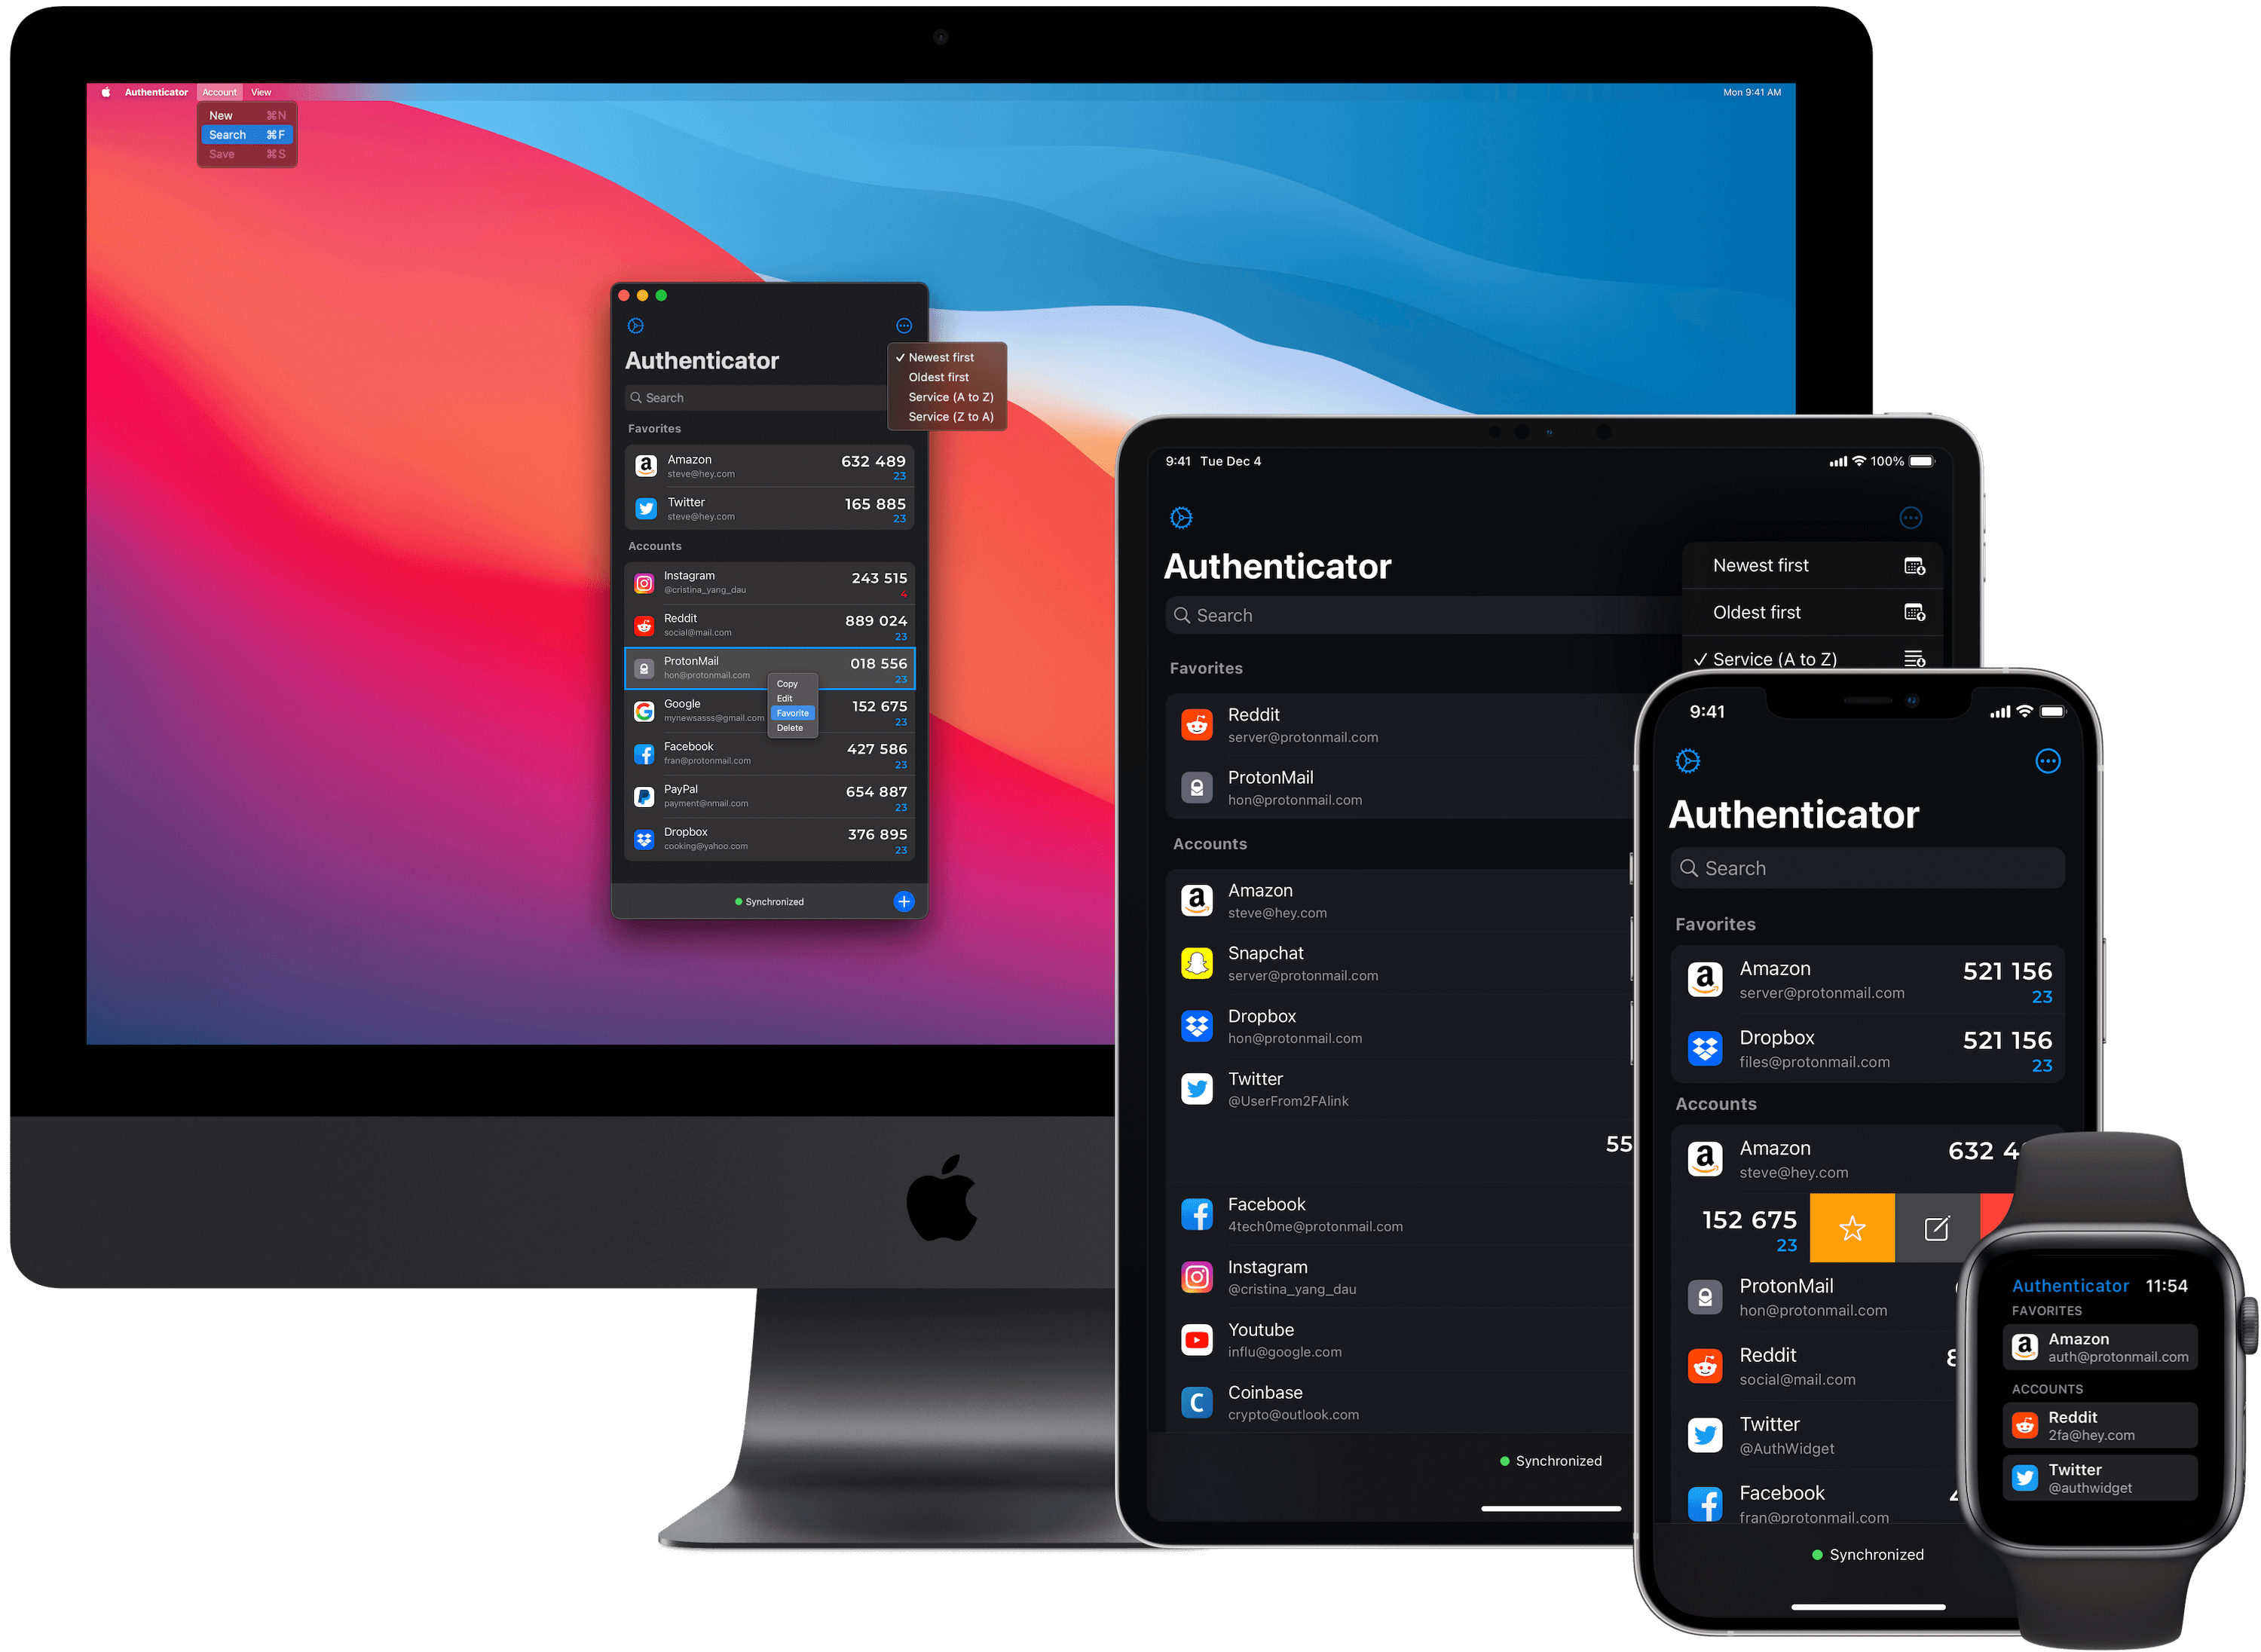 Authenticator Account View
Mon 9:41 AM
New ⌘N
Search ⌘F
Save ⌘S
Authenticator
Newest first
Oldest first
Service (A to Z)
Service (Z to A)
Search
Favorites
Amazon 632 489
steve@hey.com 23
Twitter 165 885
steve@hey.com 23
Accounts
Instagram 243 515
@cristina_yang_dau 4
Reddit 889 024
social@mail.com 23
ProtonMail 018 556
hon@protonmail.com 23
Copy
Edit
Favorite
Delete
Google 152 675
mynewsasss@gmail.com 23
Facebook 427 586
fran@protonmail.com 23
PayPal 654 887
payment@nmail.com 23
Dropbox 376 895
cooking@yahoo.com 23
Synchronized
9:41 Tue Dec 4
100%
Authenticator
Newest first
Oldest first
Service (A to Z)
Search
Favorites
Reddit
server@protonmail.com
ProtonMail
hon@protonmail.com
Accounts
Amazon
steve@hey.com
Snapchat
server@protonmail.com
Dropbox
hon@protonmail.com
Twitter
@UserFrom2FAlink
55
Facebook
4tech0me@protonmail.com
Instagram
@cristina_yang_dau
Youtube
influ@google.com
Coinbase
crypto@outlook.com
Synchronized
9:41
Authenticator
Search
Favorites
Amazon 521 156
server@protonmail.com 23
Dropbox 521 156
files@protonmail.com 23
Accounts
Amazon 632 4
steve@hey.com
152 675
23
ProtonMail
hon@protonmail.com
Reddit 8
social@mail.com
Twitter
@AuthWidget
Facebook 4
fran@protonmail.com
Synchronized
Authenticator 11:54
FAVORITES
Amazon
auth@protonmail.com
ACCOUNTS
Reddit
2fa@hey.com
Twitter
@authwidget